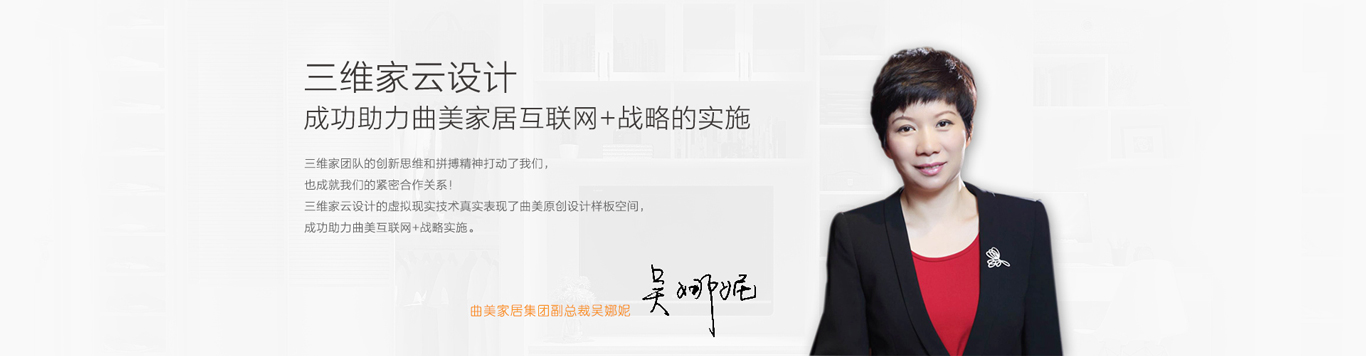 三维家云设计
成功助力曲美家居互联网+战略的实施
三维家团队的创新思维和拼搏精神打动了我们，
也成就我们的紧密合作关系！
三维家云设计的虚拟现实技术真实表现了曲美原创设计样板空间，
成功助力曲美互联网+战略实施。
曲美家居集团副总裁吴娜妮 吴娜妮